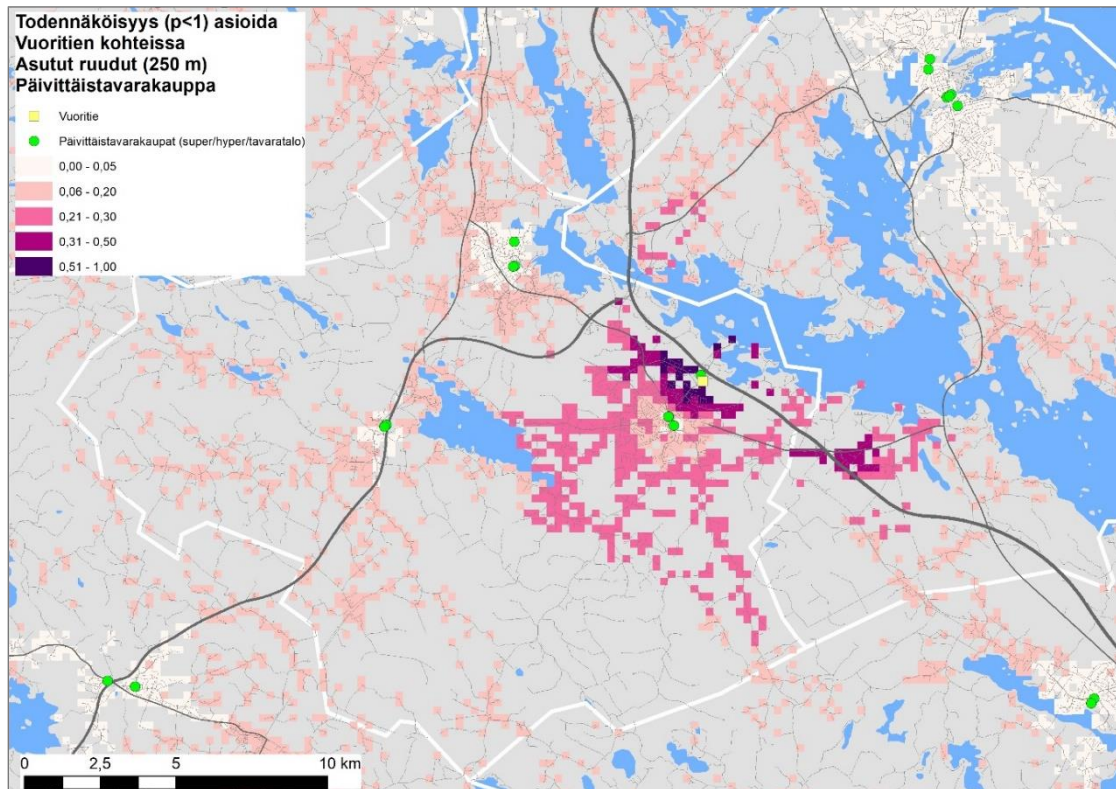 Todennäköisyys (p<1) asioida
Vuoritien kohteissa
Asutut ruudut (250 m)
Päivittäistavarakauppa
Vuoritie
Päivittäistavarakaupat (super/hyper/tavaratalo)
0,00 - 0,05
0,06 - 0,20
0,21 - 0,30
0,31 - 0,50
0,51 - 1,00
0 2,5 5 10 km